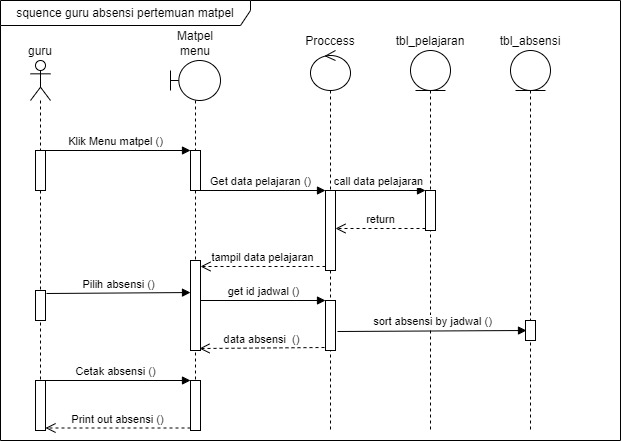 squence guru absensi pertemuan matpel
guru
Matpel
menu
Proccess
tbl_pelajaran
tbl_absensi
Klik Menu matpel ()
Get data pelajaran ()
call data pelajaran
return
tampil data pelajaran
Pilih absensi ()
get id jadwal ()
sort absensi by jadwal ()
data absensi ()
Cetak absensi ()
Print out absensi ()